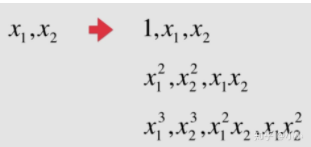 x₁,x₂ ➡ 1,x₁,x₂
x₁²,x₂²,x₁x₂
x₁³,x₂³,x₁²x₂,x₁x₂²